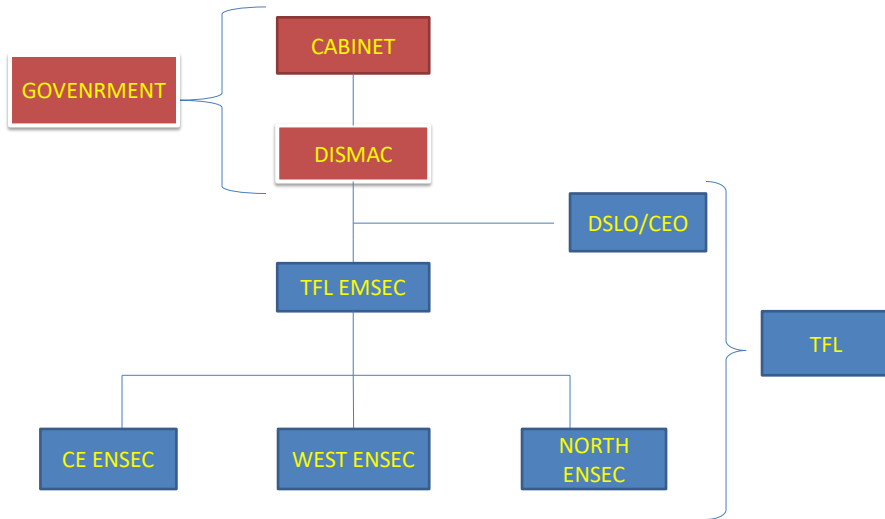 CABINET
GOVENRMENT
DISMAC
DSLO/CEO
TFL EMSEC
TFL
CE ENSEC
WEST ENSEC
NORTH
ENSEC